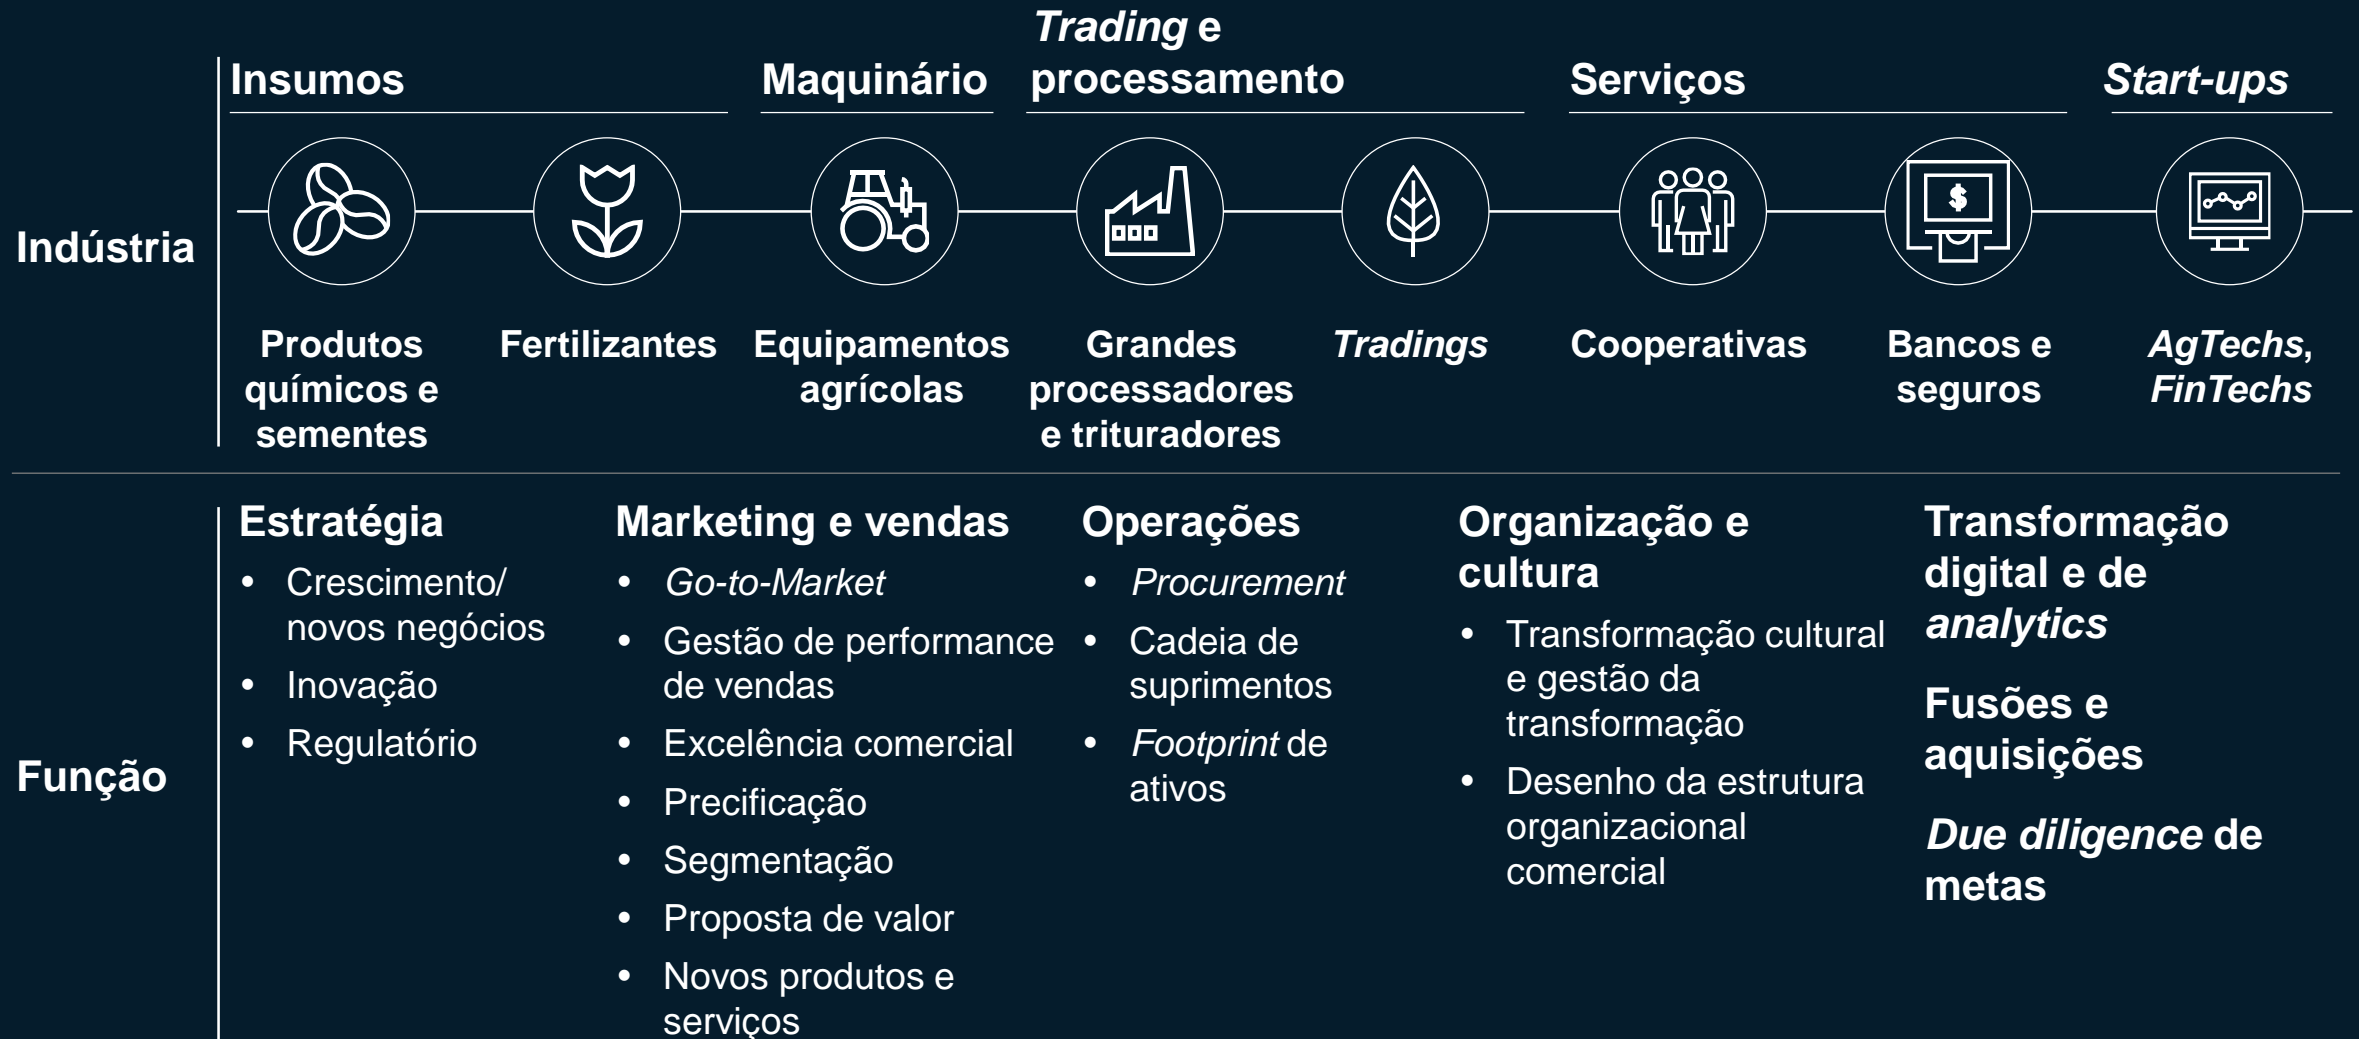 Indústria
Insumos
Maquinário
Trading e
processamento
Serviços
Start-ups
$
Produtos
químicos e
sementes
Fertilizantes
Equipamentos
agrícolas
Grandes
processadores
e trituradores
Tradings
Cooperativas
Bancos e
seguros
AgTechs,
FinTechs
Função
Estratégia
• Crescimento/
novos negócios
• Inovação
• Regulatório
Marketing e vendas
• Go-to-Market
• Gestão de performance
de vendas
• Excelência comercial
• Precificação
• Segmentação
• Proposta de valor
• Novos produtos e
serviços
Operações
• Procurement
• Cadeia de
suprimentos
• Footprint de
ativos
Organização e
cultura
• Transformação cultural
e gestão da
transformação
• Desenho da estrutura
organizacional
comercial
Transformação
digital e de
analytics
Fusões e
aquisições
Due diligence de
metas